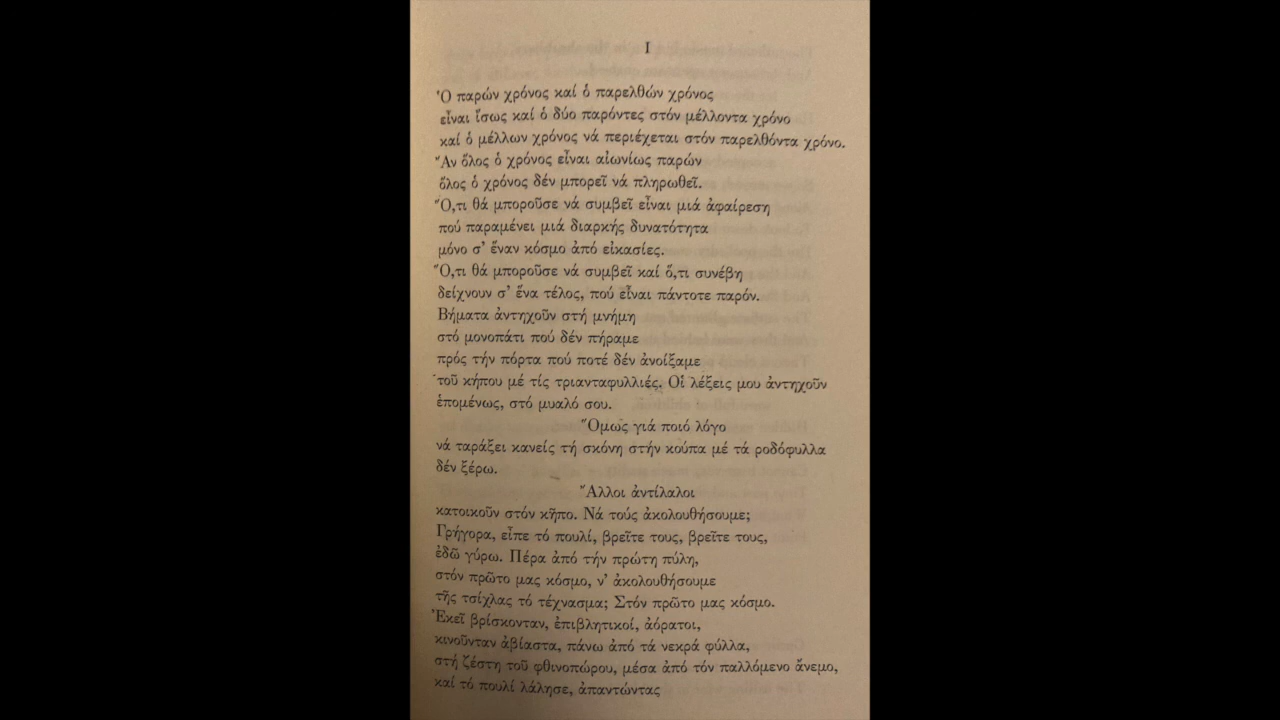 I
Ὁ παρών χρόνος καί ὁ παρελθών χρόνος
εἶναι ἴσως καί ὁ δύο παρόντες στόν μέλλοντα χρόνο
καί ὁ μέλλων χρόνος νά περιέχεται στόν παρελθόντα χρόνο.
Ἄν ὅλος ὁ χρόνος εἶναι αἰωνίως παρών
ὅλος ὁ χρόνος δέν μπορεῖ νά πληρωθεῖ.
Ὅ,τι θά μποροῦσε νά συμβεῖ εἶναι μιά ἀφαίρεση
πού παραμένει μιά διαρκής δυνατότητα
μόνο σ' ἕναν κόσμο ἀπό εἰκασίες.
Ὅ,τι θά μποροῦσε νά συμβεῖ καί ὅ,τι συνέβη
δείχνουν σ' ἕνα τέλος, πού εἶναι πάντοτε παρόν.
Βήματα ἀντηχοῦν στή μνήμη
στό μονοπάτι πού δέν πήραμε
πρός τήν πόρτα πού ποτέ δέν ἀνοίξαμε
τοῦ κήπου μέ τίς τριανταφυλλιές. Οἱ λέξεις μου ἀντηχοῦν
ἑπομένως, στό μυαλό σου.
Ὅμως γιά ποιό λόγο
νά ταράξει κανείς τή σκόνη στήν κούπα μέ τά ροδόφυλλα
δέν ξέρω.
Ἄλλοι ἀντίλαλοι
κατοικοῦν στόν κῆπο. Νά τούς ἀκολουθήσουμε;
Γρήγορα, εἶπε τό πουλί, βρεῖτε τους, βρεῖτε τους,
ἐδῶ γύρω. Πέρα ἀπό τήν πρώτη πύλη,
στόν πρῶτο μας κόσμο, ν' ἀκολουθήσουμε
τῆς τσίχλας τό τέχνασμα; Στόν πρῶτο μας κόσμο.
Ἐκεῖ βρίσκονταν, ἐπιβλητικοί, ἀόρατοι,
κινοῦνταν ἀβίαστα, πάνω ἀπό τά νεκρά φύλλα,
στή ζέστη τοῦ φθινοπώρου, μέσα ἀπό τόν παλλόμενο ἄνεμο,
καί τό πουλί λάλησε, ἀπαντώντας